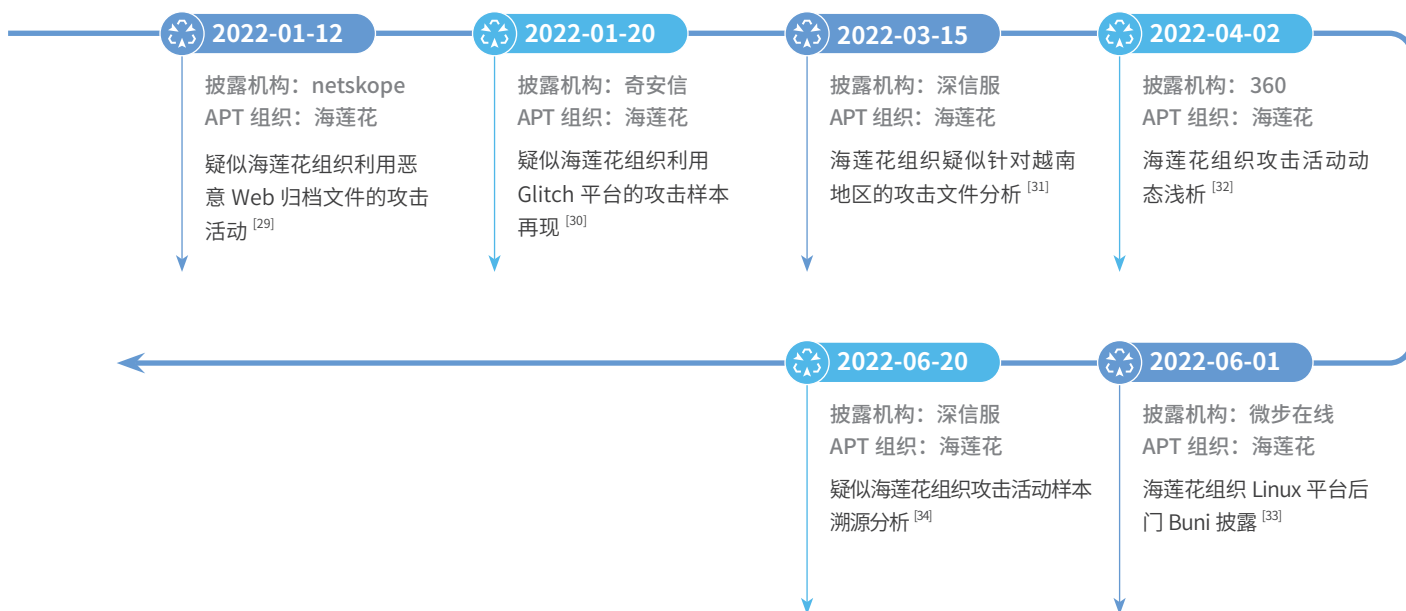 2022-01-12
披露机构：netskope
APT 组织：海莲花
疑似海莲花组织利用恶
意 Web 归档文件的攻击
活动 [29]
2022-01-20
披露机构：奇安信
APT 组织：海莲花
疑似海莲花组织利用
Glitch 平台的攻击样本
再现 [30]
2022-03-15
披露机构：深信服
APT 组织：海莲花
海莲花组织疑似针对越南
地区的攻击文件分析 [31]
2022-04-02
披露机构：360
APT 组织：海莲花
海莲花组织攻击活动动
态浅析 [32]
2022-06-01
披露机构：微步在线
APT 组织：海莲花
海莲花组织 Linux 平台后
门 Buni 披露 [33]
2022-06-20
披露机构：深信服
APT 组织：海莲花
疑似海莲花组织攻击活动样本
溯源分析 [34]